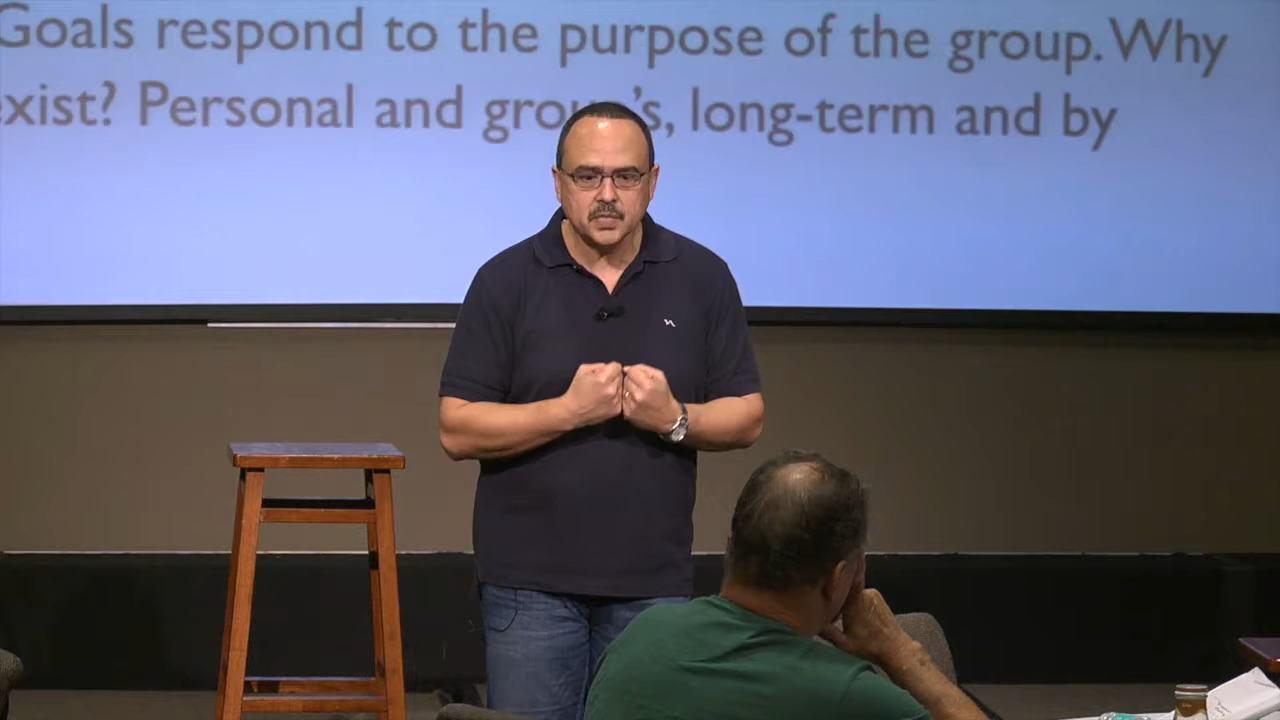 Goals respond to the purpose of the group. Why
exist? Personal and group's, long-term and by